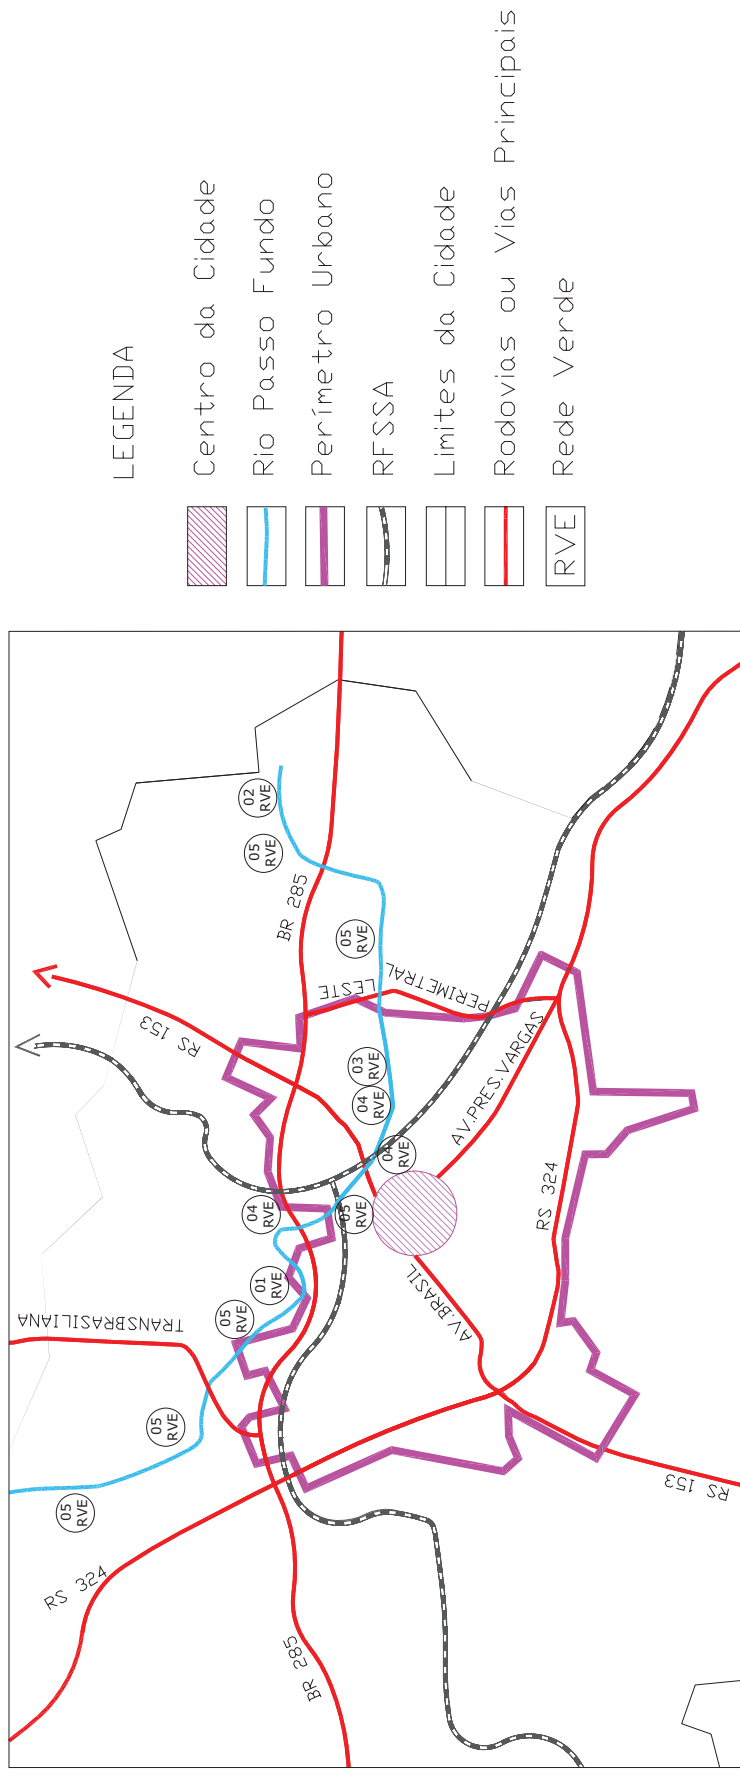 LEGENDA
Centro da Cidade
Rio Passo Fundo
Perímetro Urbano
RFSSA
Limites da Cidade
Rodovias ou Vias Principais
RVE
Rede Verde
RS 324
BR 285
05
RVE
05
RVE
TRANSBRASILIANA
05
RVE
01
RVE
04
RVE
05
RVE
04
RVE
04
RVE
03
RVE
05
RVE
05
RVE
02
RVE
RS 153
BR 285
PERIMETRAL
LESTE
AV.PRES.VARGAS
RS 324
AV.BRASIL
RS 153